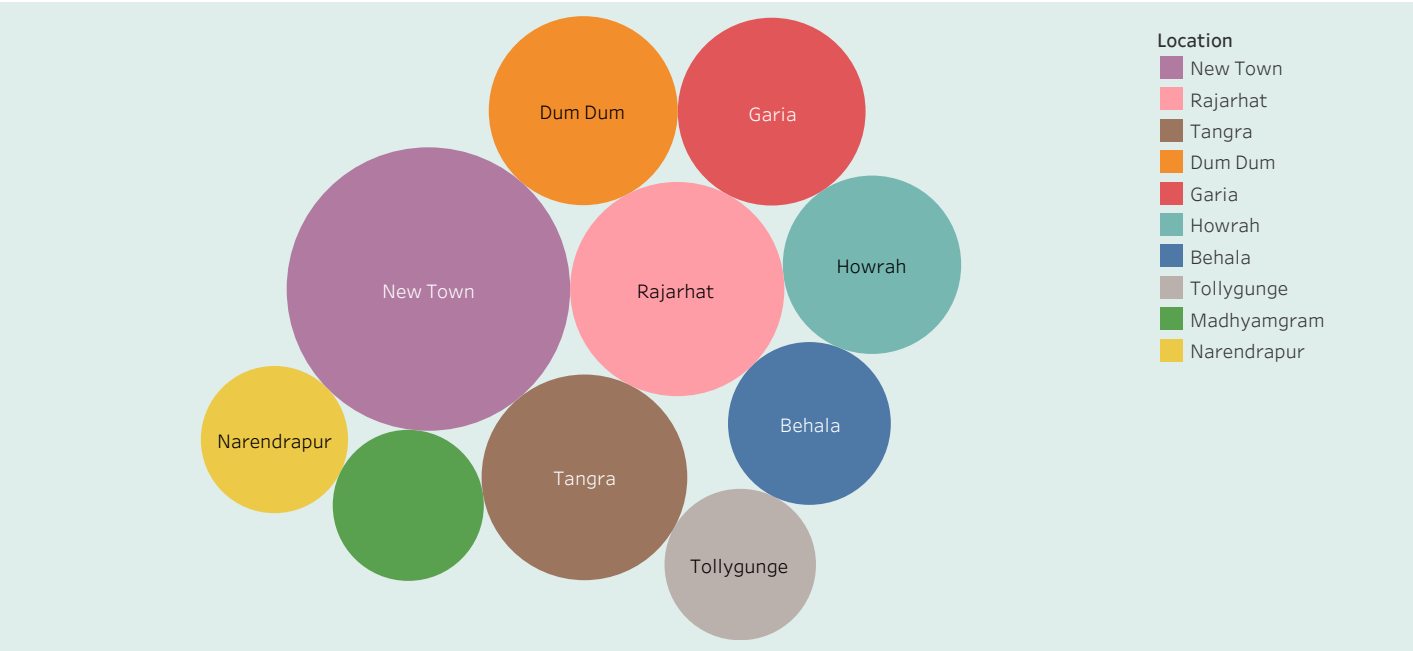 Dum Dum
Garia
New Town
Rajarhat
Howrah
Narendrapur
Tangra
Behala
Tollygunge
Location
New Town
Rajarhat
Tangra
Dum Dum
Garia
Howrah
Behala
Tollygunge
Madhyamgram
Narendrapur